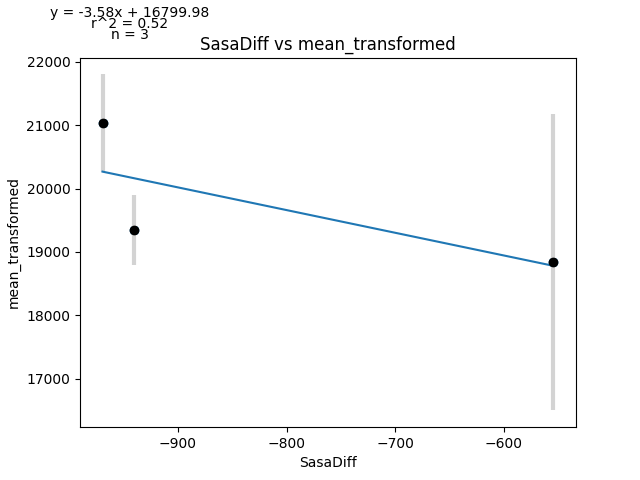 y = -3.58x + 16799.98
r^2 = 0.52
n = 3
SasaDiff vs mean_transformed
22000
21000
20000
19000
18000
17000
mean_transformed
−900
−800
−700
−600
SasaDiff